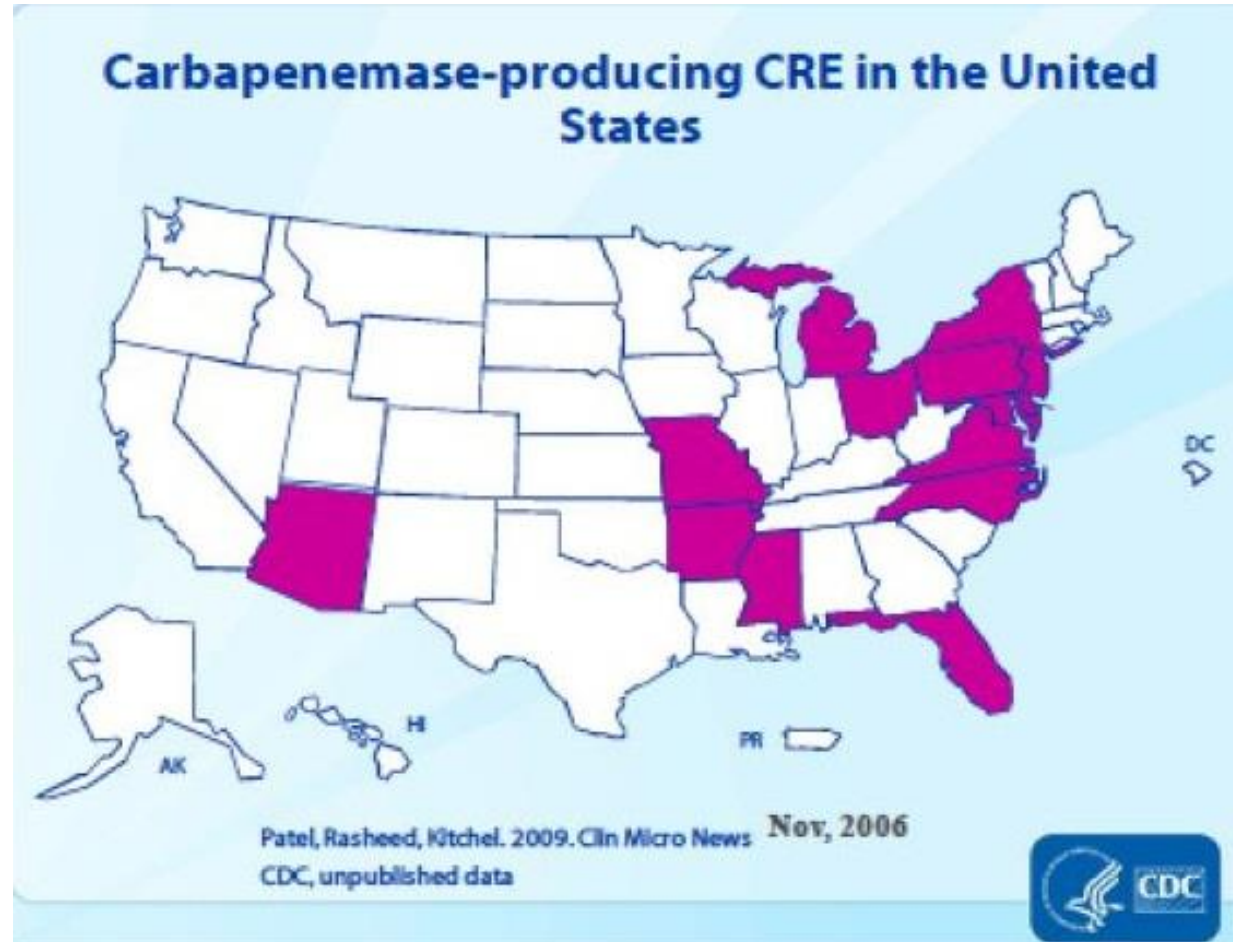 Carbapenemase-producing CRE in the United
States
DC
HI
PR
AK
Patel, Rasheed, Kitchel. 2009. Clin Micro News Nov, 2006
CDC, unpublished data
CDC